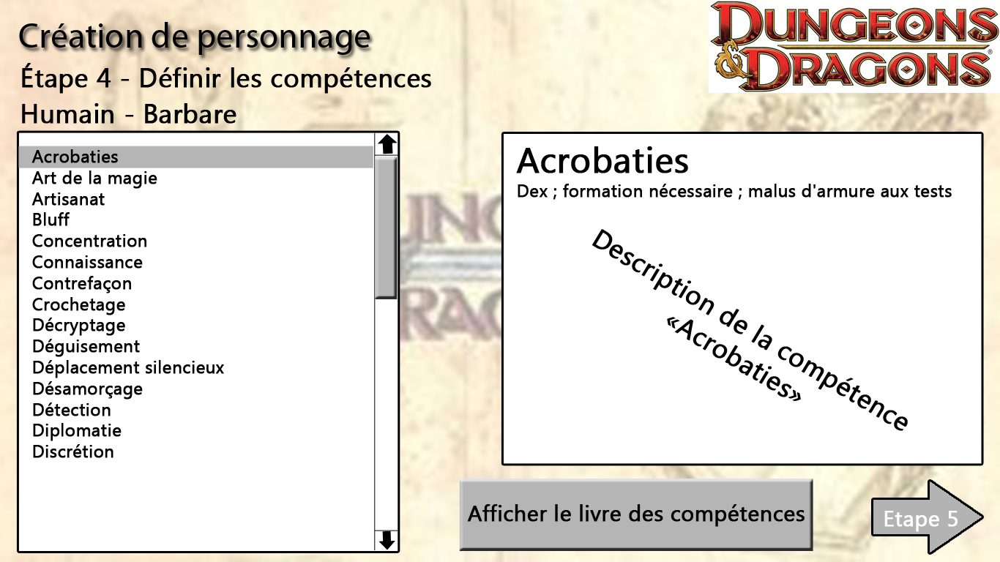 Création de personnage
DUNGEONS
& DRAGONS®
Étape 4 - Définir les compétences
Humain - Barbare
Acrobaties
Art de la magie
Artisanat
Bluff
Concentration
Connaissance
Contrefaçon
Crochetage
Décryptage
Déguisement
Déplacement silencieux
Désamorçage
Détection
Diplomatie
Discrétion
Acrobaties
Dex ; formation nécessaire ; malus d'armure aux tests
Description de la compétence
«Acrobaties»
Afficher le livre des compétences
Etape 5